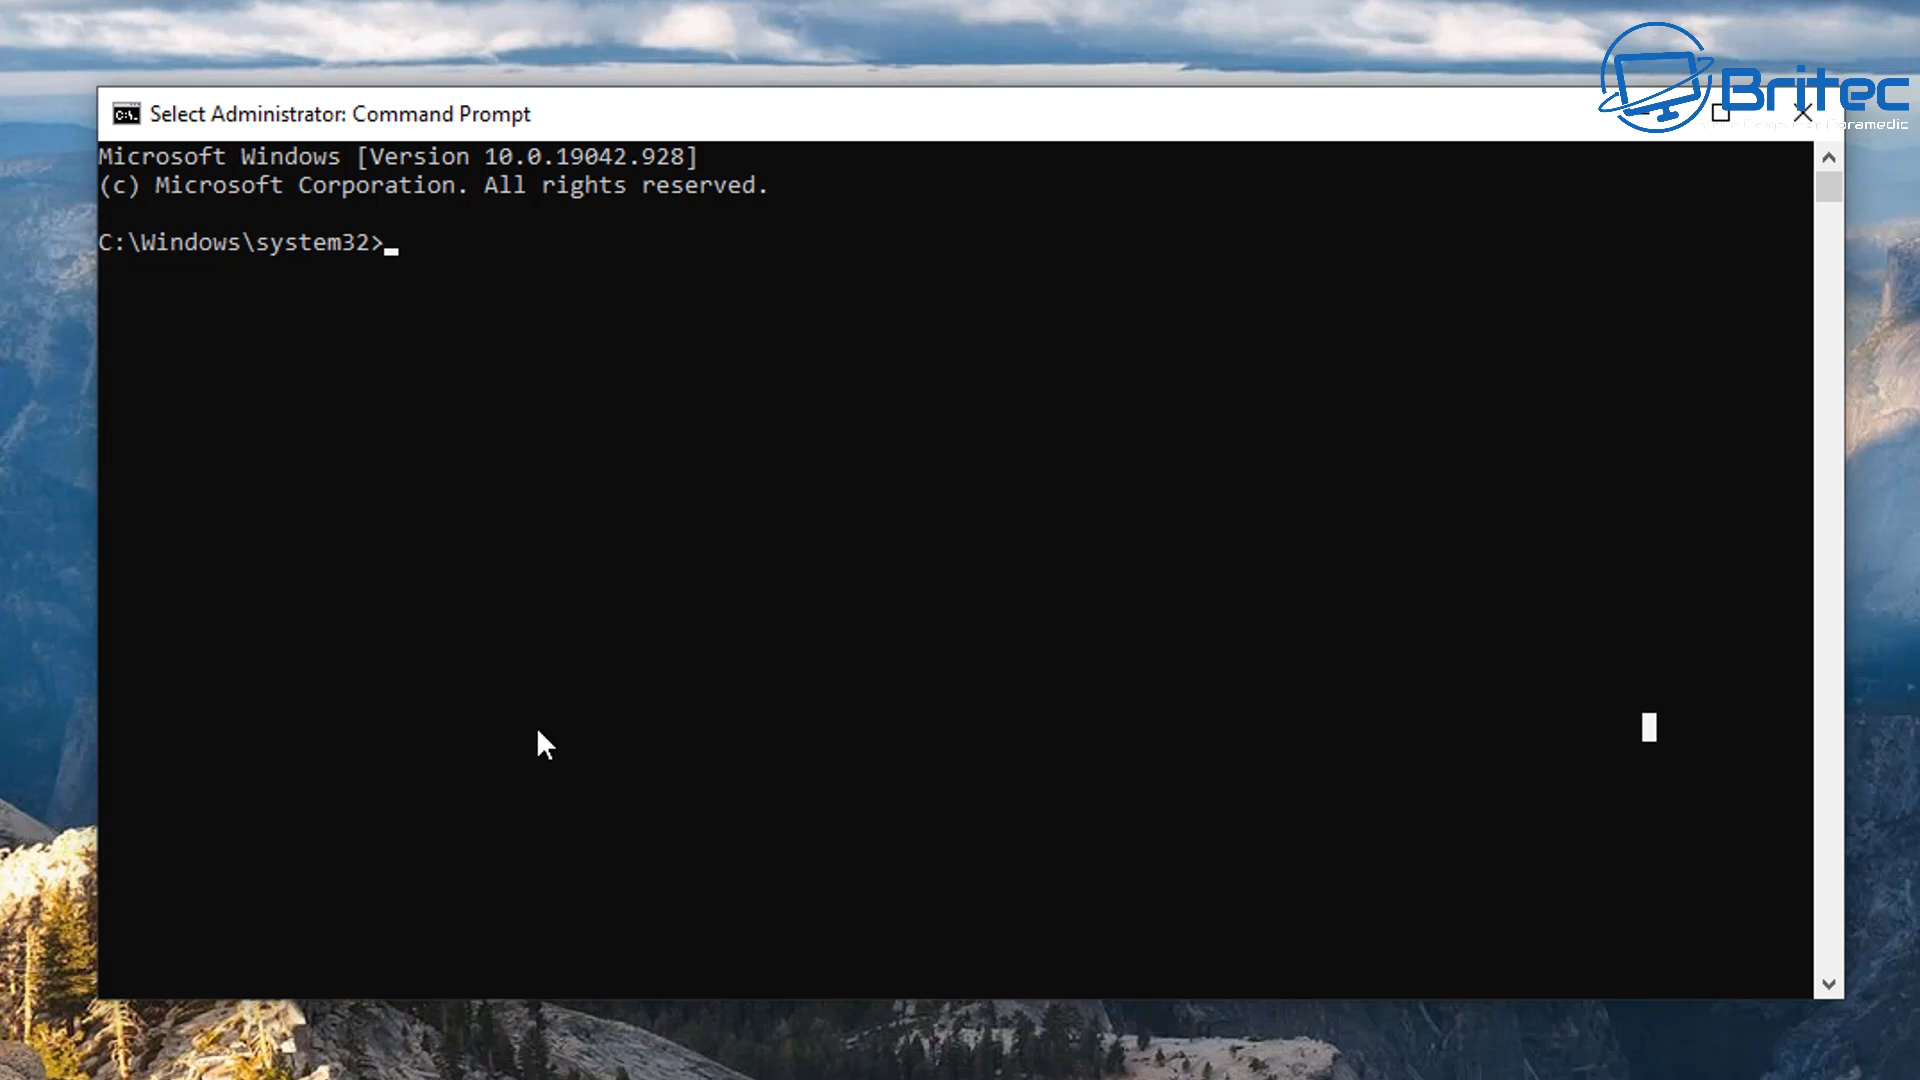 Britec
Select Administrator: Command Prompt
Microsoft Windows [Version 10.0.19042.928]
(c) Microsoft Corporation. All rights reserved.
C:\Windows\system32>